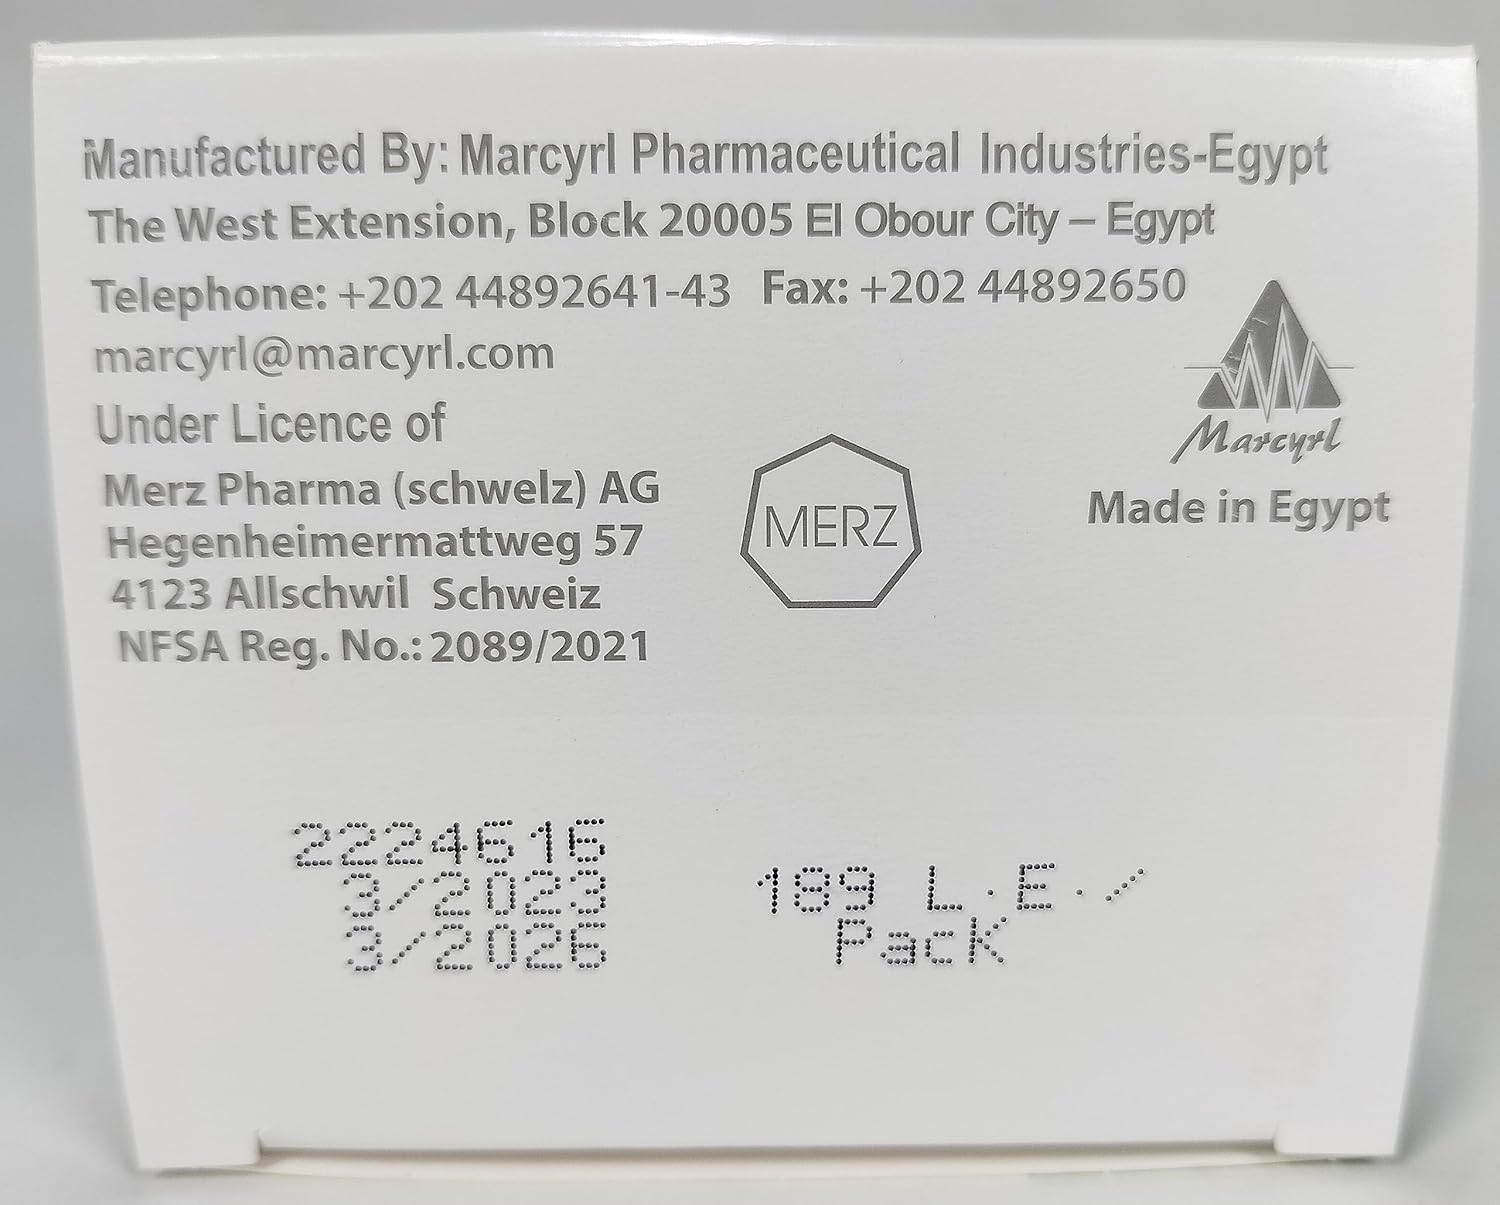 Manufactured By: Marcyrl Pharmaceutical Industries-Egypt
The West Extension, Block 20005 El Obour City – Egypt
Telephone: +202 44892641-43 Fax: +202 44892650
marcyrl@marcyrl.com
Under Licence of
Merz Pharma (schwelz) AG
Hegenheimermattweg 57
4123 Allschwil Schweiz
NFSA Reg. No.: 2089/2021
MERZ
Marcyrl
Made in Egypt
2224616
3/2023
3/2026
189 L.E./
Pack